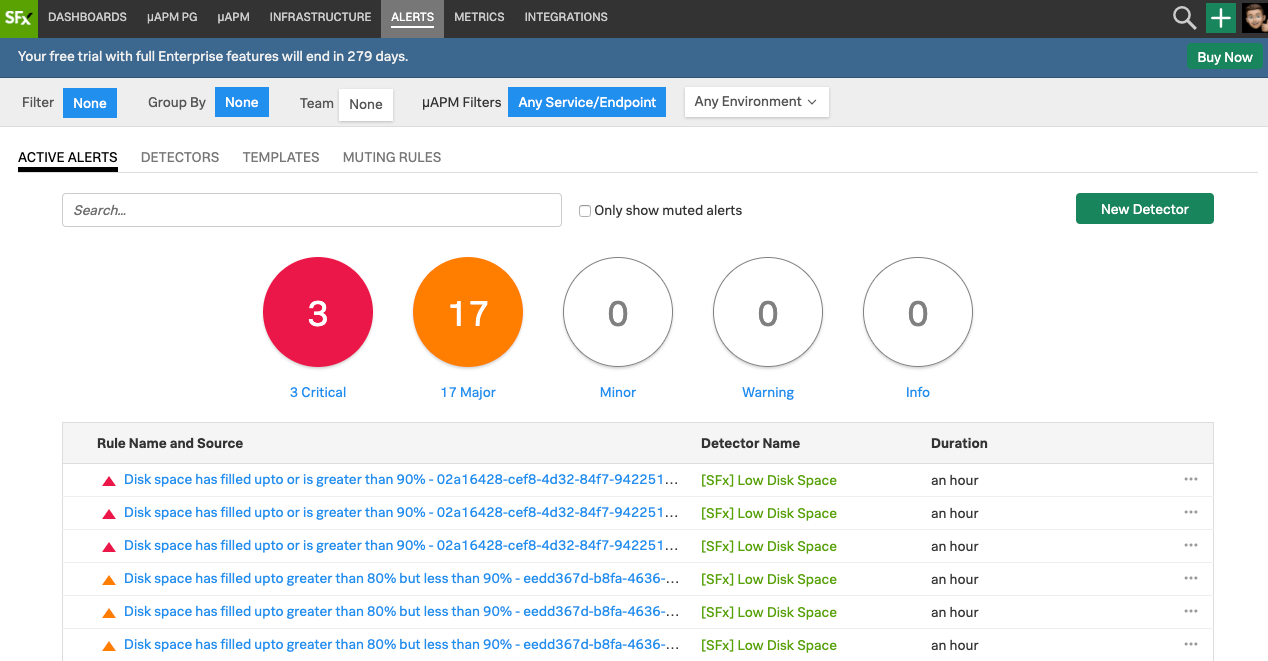 SFx DASHBOARDS µAPM PG µAPM INFRASTRUCTURE ALERTS METRICS INTEGRATIONS
Your free trial with full Enterprise features will end in 279 days. Buy Now
Filter None Group By None Team None µAPM Filters Any Service/Endpoint Any Environment
ACTIVE ALERTS DETECTORS TEMPLATES MUTING RULES
Search... Only show muted alerts New Detector
3 17 0 0 0
3 Critical 17 Major Minor Warning Info
Rule Name and Source Detector Name Duration
Disk space has filled upto or is greater than 90% - 02a16428-cef8-4d32-84f7-942251... [SFx] Low Disk Space an hour ...
Disk space has filled upto or is greater than 90% - 02a16428-cef8-4d32-84f7-942251... [SFx] Low Disk Space an hour ...
Disk space has filled upto or is greater than 90% - 02a16428-cef8-4d32-84f7-942251... [SFx] Low Disk Space an hour ...
Disk space has filled upto greater than 80% but less than 90% - eedd367d-b8fa-4636-... [SFx] Low Disk Space an hour ...
Disk space has filled upto greater than 80% but less than 90% - eedd367d-b8fa-4636-... [SFx] Low Disk Space an hour ...
Disk space has filled upto greater than 80% but less than 90% - eedd367d-b8fa-4636-... [SFx] Low Disk Space an hour ...